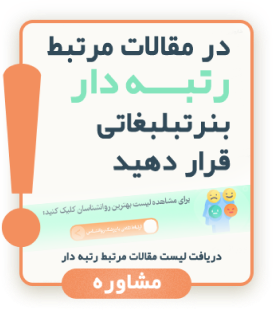 در مقالات مرتبط
رتبـــه دار
بنرتبلیغاتی
قرار دهید
برای مشاهده لیست بهترین روانشناسان کلیک کنید:
دریافت لیست مقالات مرتبط رتبه دار
مشاوره